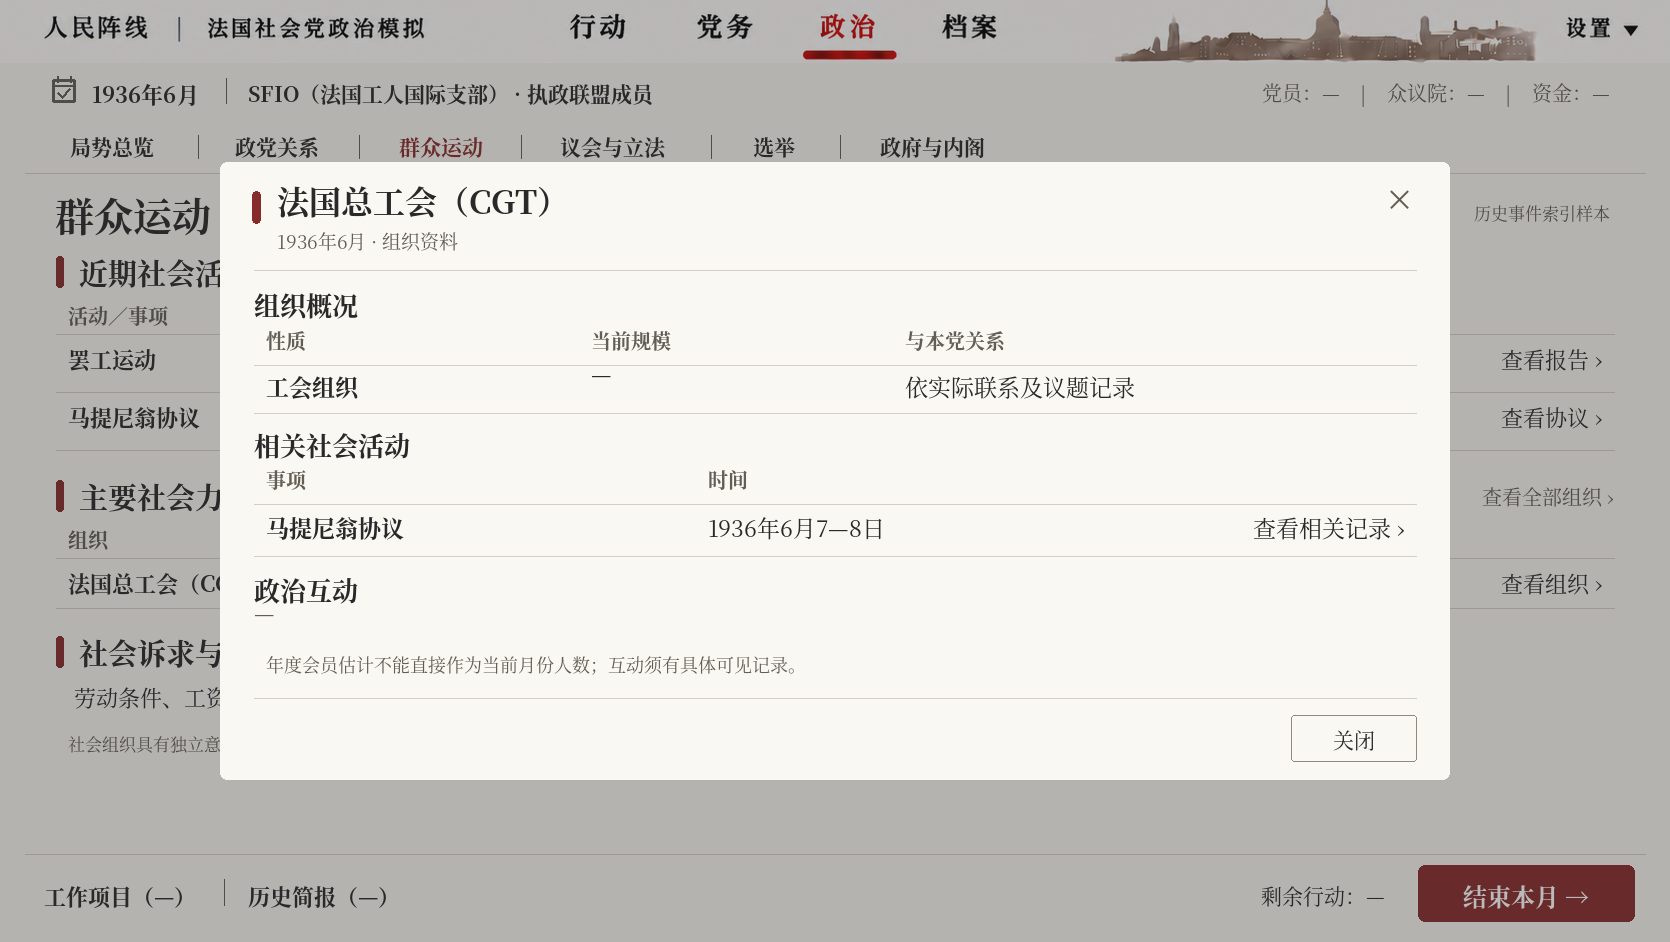 人民阵线 | 法国社会党政治模拟 行动 党务 政治 档案 设置 ▼
1936年6月 SFIO（法国工人国际支部） · 执政联盟成员 党员：— | 众议院：— | 资金：—
局势总览 政党关系 群众运动 议会与立法 选举 政府与内阁
群众运动 历史事件索引样本
近期社会活
活动／事项
罢工运动 查看报告 ›
马提尼翁协议 查看协议 ›
主要社会力 查看全部组织 ›
组织
法国总工会（CG 查看组织 ›
社会诉求与
劳动条件、工资
社会组织具有独立意
法国总工会（CGT）
1936年6月 · 组织资料
组织概况
性质 当前规模 与本党关系
工会组织 — 依实际联系及议题记录
相关社会活动
事项 时间
马提尼翁协议 1936年6月7—8日 查看相关记录 ›
政治互动
—
年度会员估计不能直接作为当前月份人数；互动须有具体可见记录。
关闭
工作项目（—） 历史简报（—） 剩余行动：— 结束本月 →